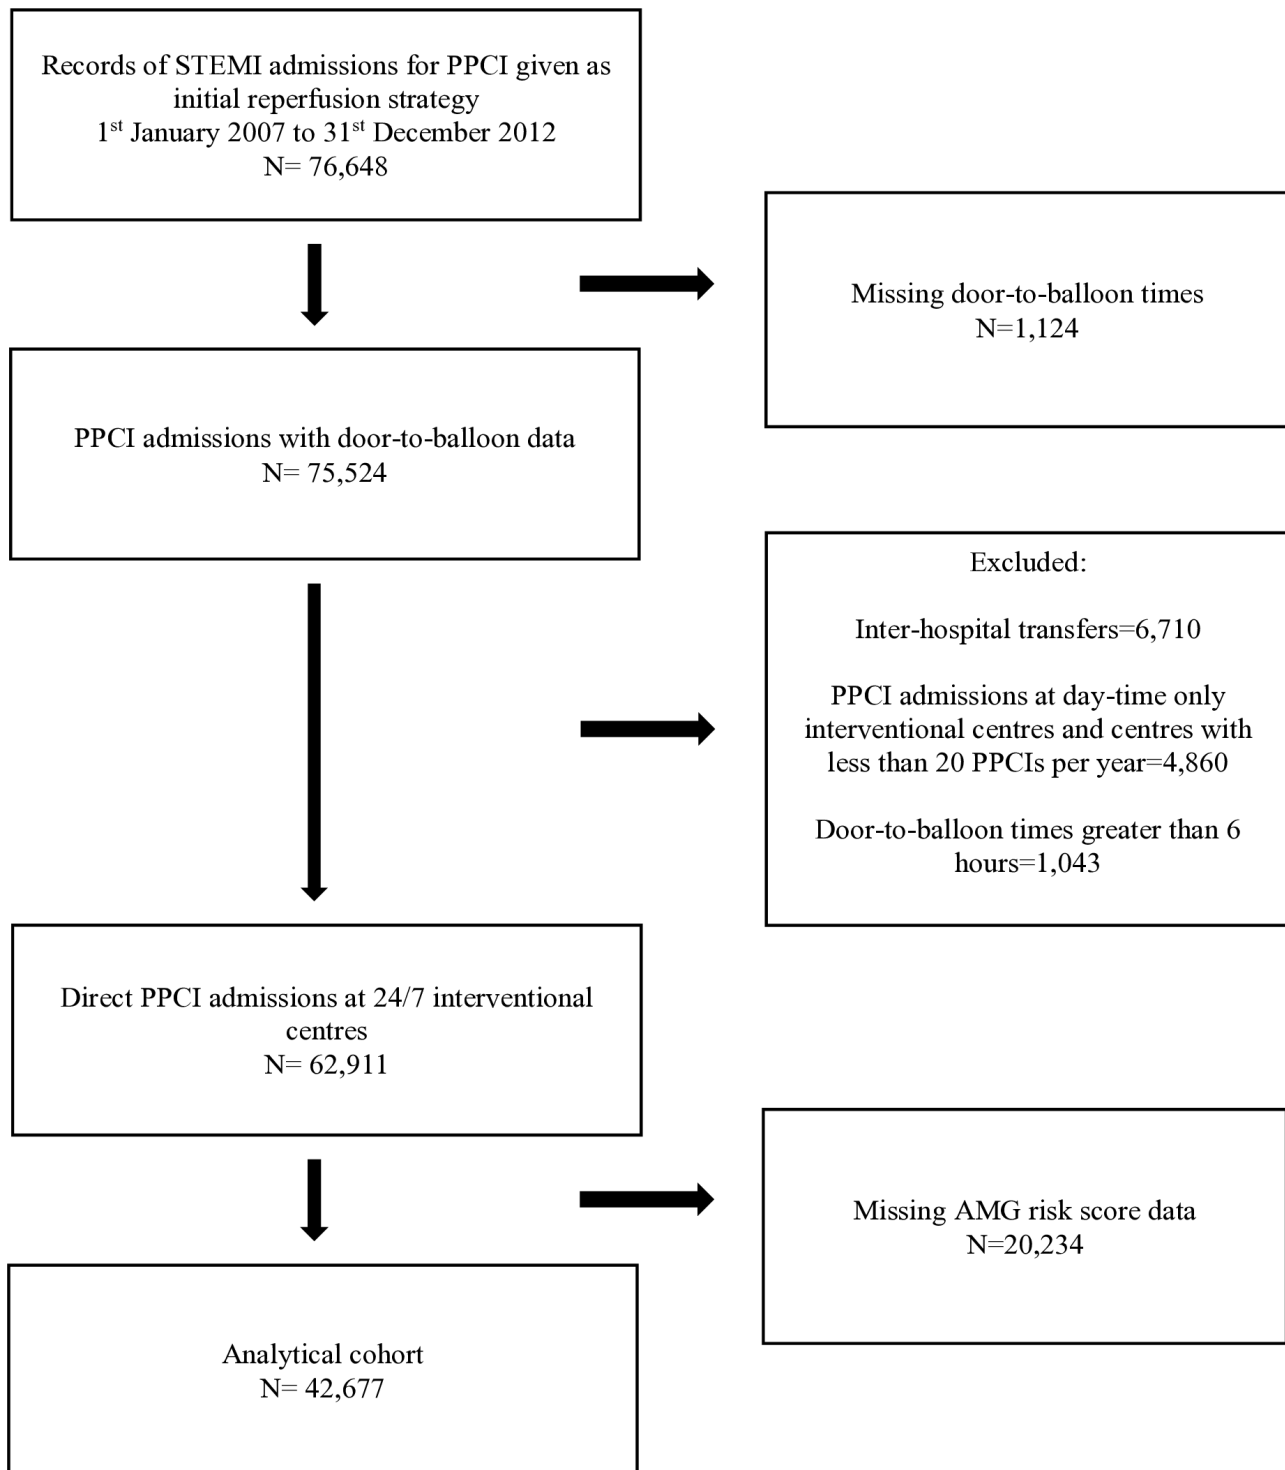 Records of STEMI admissions for PPCI given as
initial reperfusion strategy
1st January 2007 to 31st December 2012
N= 76,648
Missing door-to-balloon times
N=1,124
PPCI admissions with door-to-balloon data
N= 75,524
Excluded:
Inter-hospital transfers=6,710
PPCI admissions at day-time only
interventional centres and centres with
less than 20 PPCIs per year=4,860
Door-to-balloon times greater than 6
hours=1,043
Direct PPCI admissions at 24/7 interventional
centres
N= 62,911
Missing AMG risk score data
N=20,234
Analytical cohort
N= 42,677